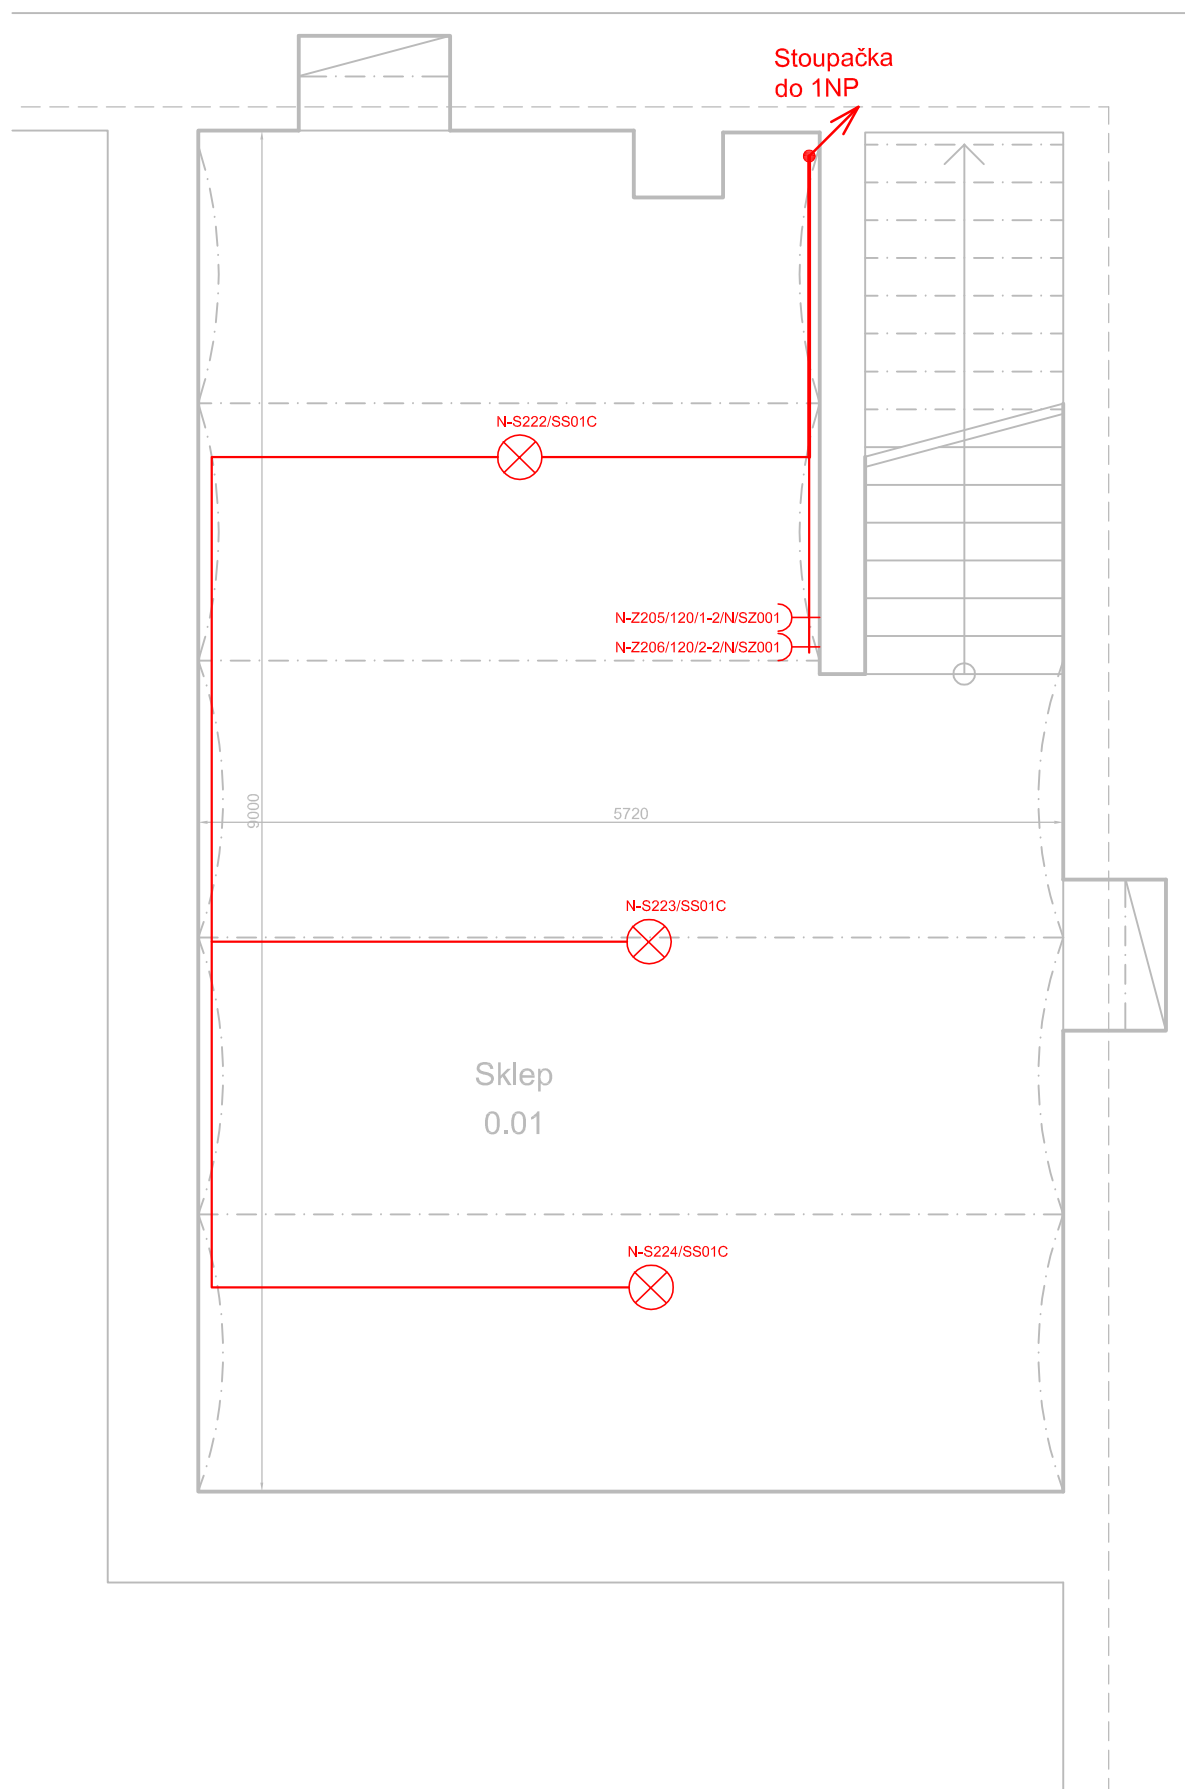 Stoupačka
do 1NP
N-S222/SS01C
N-Z205/120/1-2/N/SZ001
N-Z206/120/2-2/N/SZ001
9000
5720
N-S223/SS01C
Sklep
0.01
N-S224/SS01C